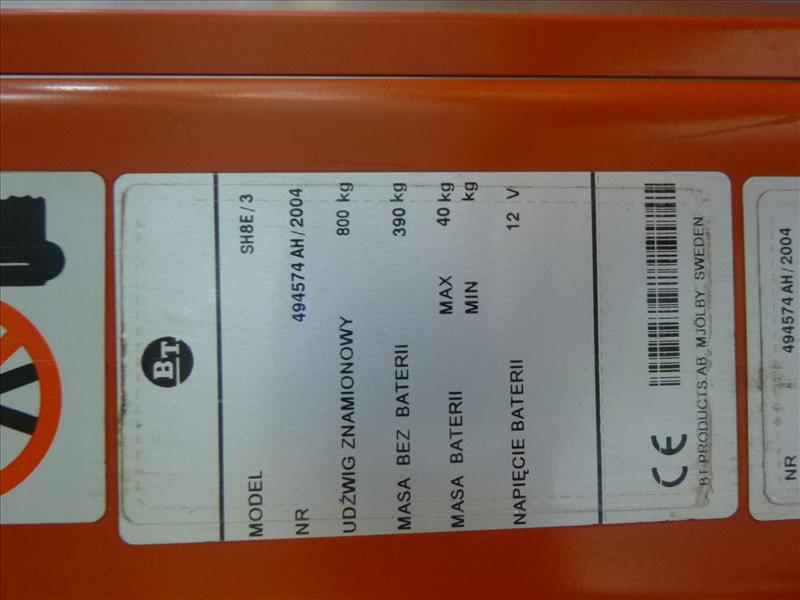 BT
MODEL SH8E/3
NR 494574 AH/2004
UDŹWIG ZNAMIONOWY 800 kg
MASA BEZ BATERII 390 kg
MASA BATERII MAX 40 kg
MIN kg
NAPIĘCIE BATERII 12 V
CE
BT PRODUCTS AB, MJÖLBY SWEDEN
NR 494574 AH/2004